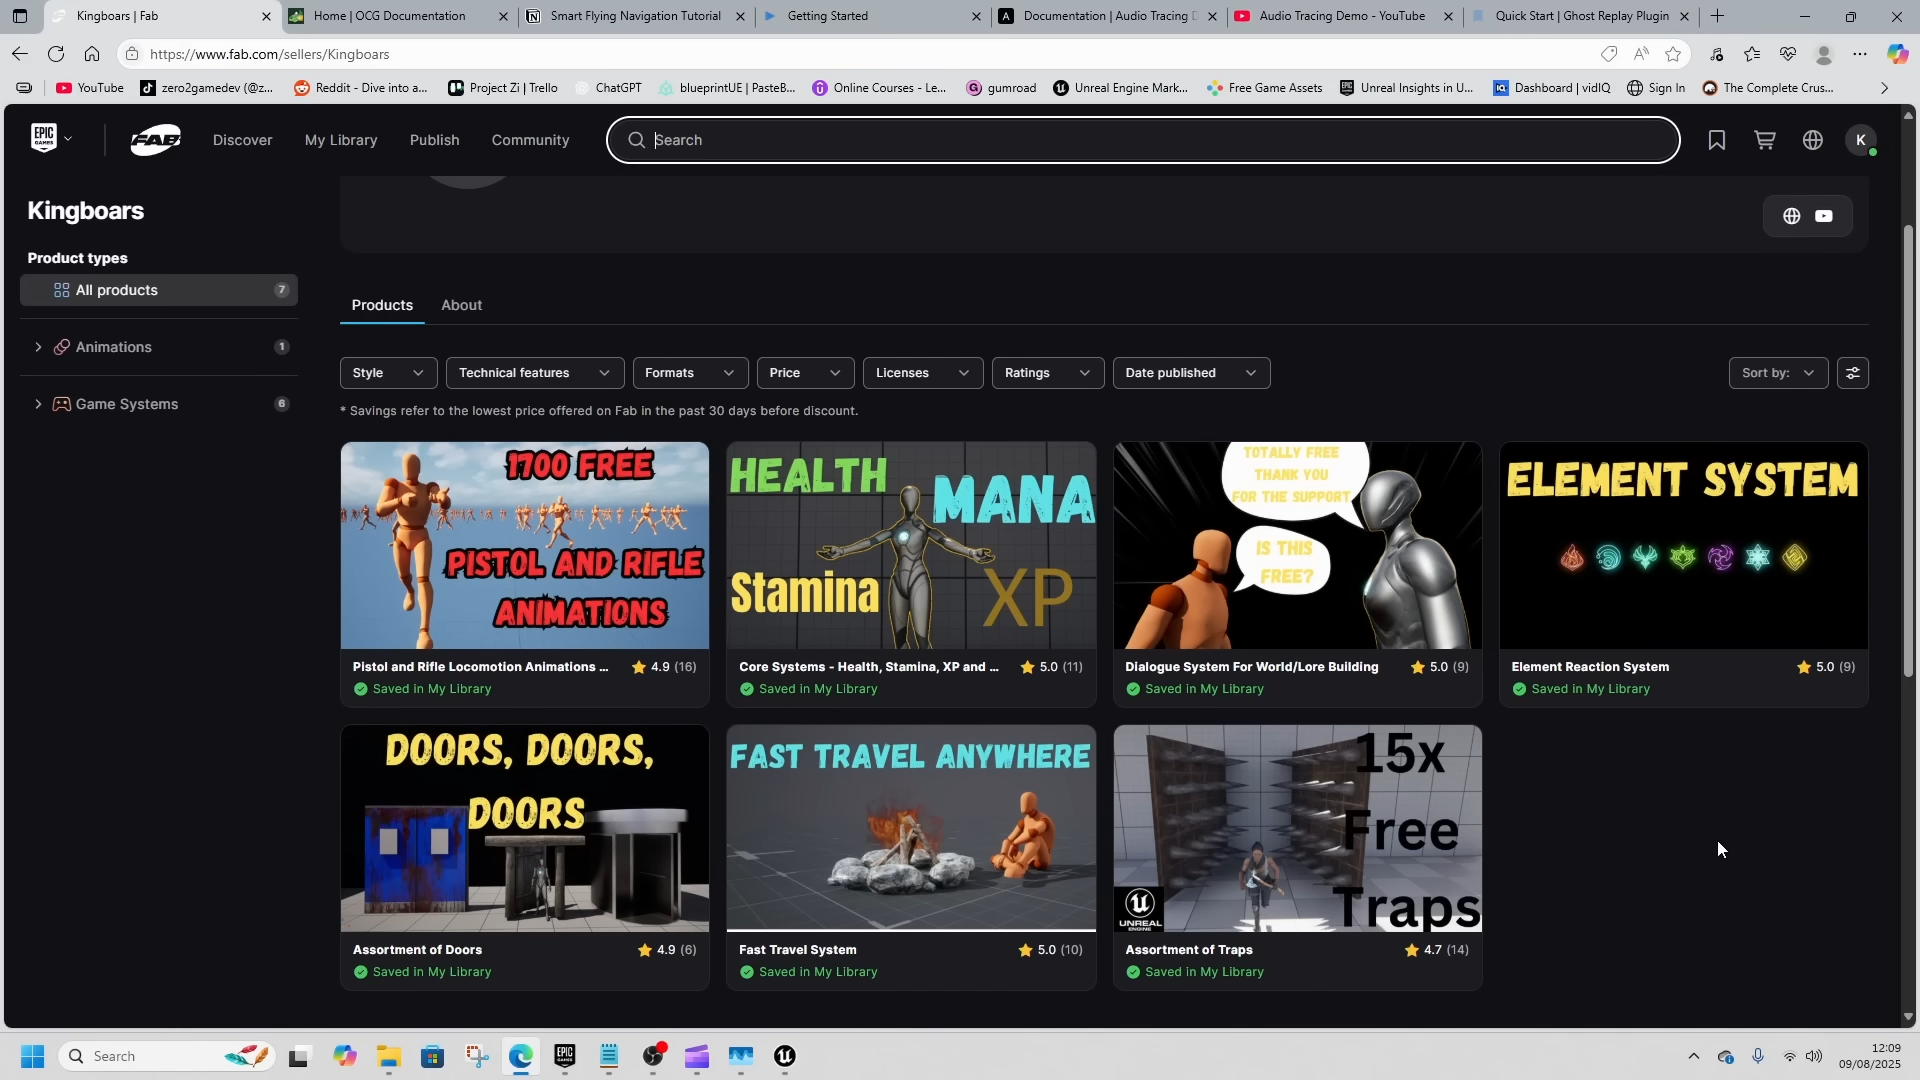 Kingboars | Fab
Home | OCG Documentation
Smart Flying Navigation Tutorial
Getting Started
Documentation | Audio Tracing D
Audio Tracing Demo - YouTube
Quick Start | Ghost Replay Plugin
https://www.fab.com/sellers/Kingboars
YouTube
zero2gamedev (@z...
Reddit - Dive into a...
Project Zi | Trello
ChatGPT
blueprintUE | PasteB...
Online Courses - Le...
gumroad
Unreal Engine Mark...
Free Game Assets
Unreal Insights in U...
Dashboard | vidIQ
Sign In
The Complete Crus...
EPIC GAMES
FAB
Discover
My Library
Publish
Community
Search
K
Kingboars
Product types
All products
7
Animations
1
Game Systems
6
Products
About
Style
Technical features
Formats
Price
Licenses
Ratings
Date published
Sort by:
* Savings refer to the lowest price offered on Fab in the past 30 days before discount.
1700 FREE
PISTOL AND RIFLE
ANIMATIONS
Pistol and Rifle Locomotion Animations ...
4.9 (16)
Saved in My Library
HEALTH
MANA
Stamina
XP
Core Systems - Health, Stamina, XP and ...
5.0 (11)
Saved in My Library
TOTALLY FREE
THANK YOU
FOR THE SUPPORT
IS THIS
FREE?
Dialogue System For World/Lore Building
5.0 (9)
Saved in My Library
ELEMENT SYSTEM
Element Reaction System
5.0 (9)
Saved in My Library
DOORS, DOORS,
DOORS
Assortment of Doors
4.9 (6)
Saved in My Library
FAST TRAVEL ANYWHERE
Fast Travel System
5.0 (10)
Saved in My Library
15x
Free
Traps
UNREAL
ENGINE
Assortment of Traps
4.7 (14)
Saved in My Library
Search
12:09
09/08/2025